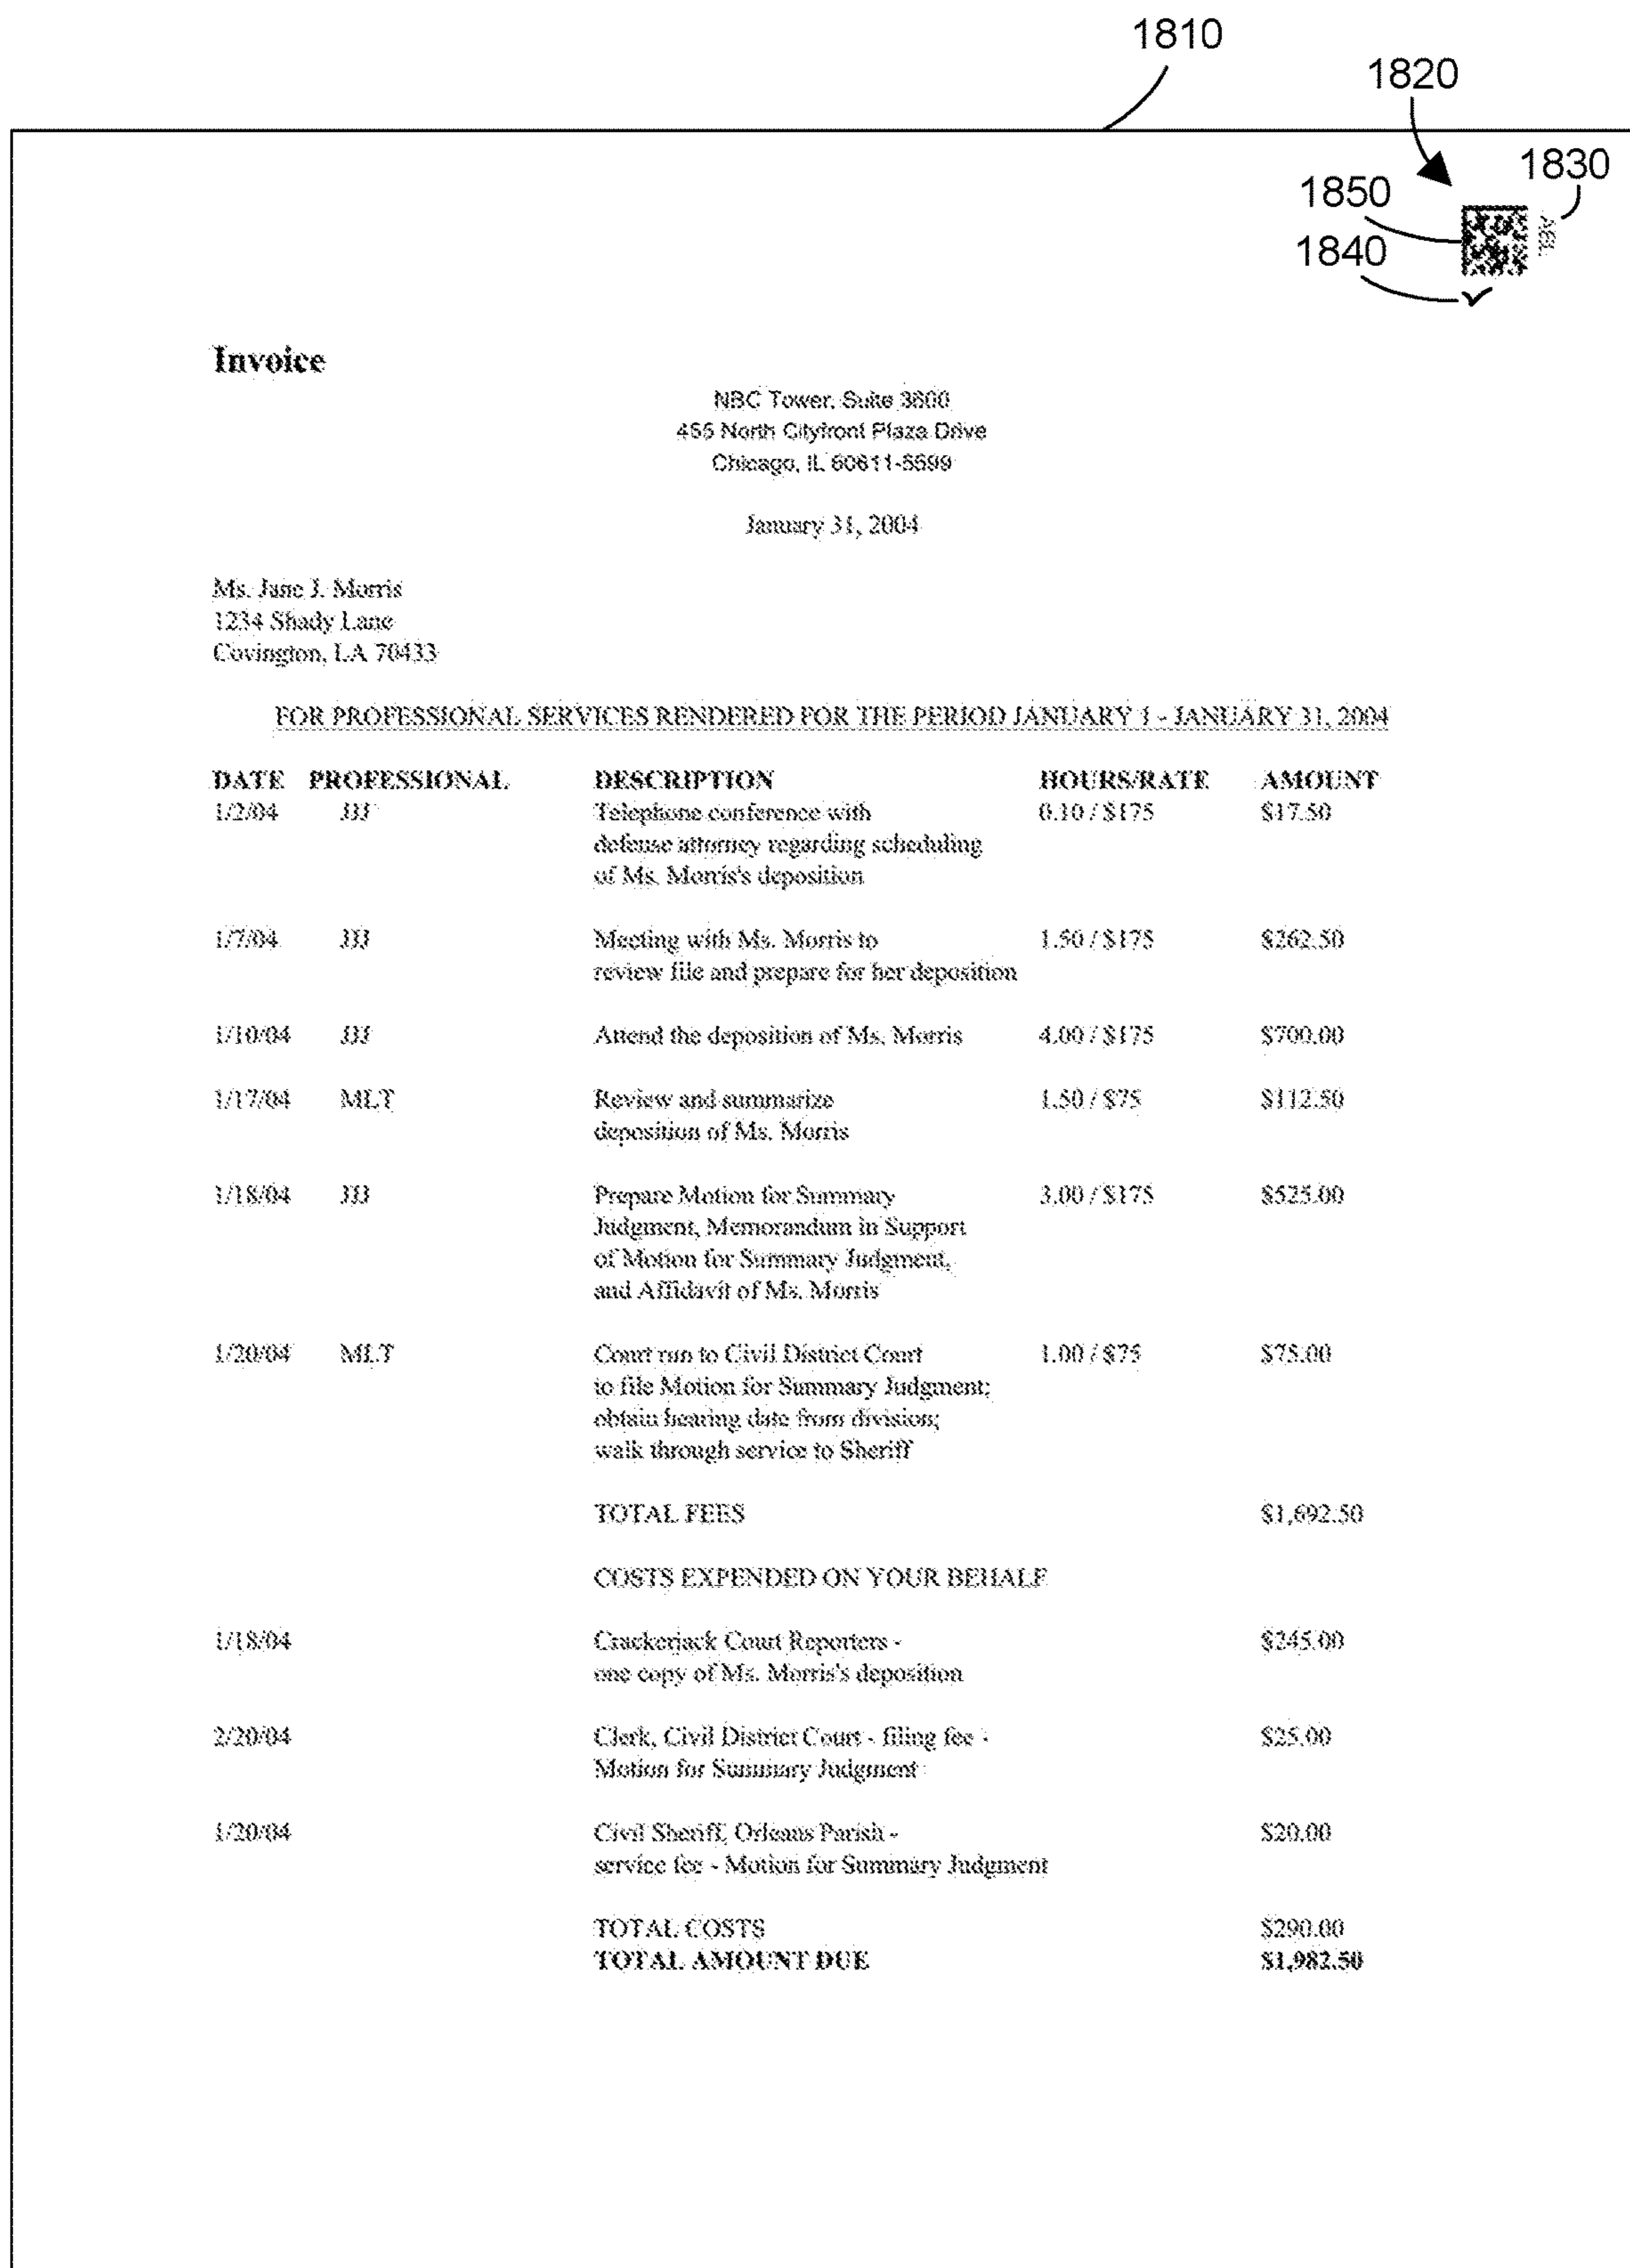 1810
1820
1830
1850
1840
Invoice
NBC Tower, Suite 3600
455 North Cityfront Plaza Drive
Chicago, IL 60611-5599
January 31, 2004
Ms. Jane J. Morris
1234 Shady Lane
Covington, LA 70433
FOR PROFESSIONAL SERVICES RENDERED FOR THE PERIOD JANUARY 1 - JANUARY 31, 2004
DATE PROFESSIONAL DESCRIPTION HOURS/RATE AMOUNT
1/2/04 JJJ Telephone conference with 0.10 / $175 $17.50
defense attorney regarding scheduling
of Ms. Morris's deposition
1/7/04 JJJ Meeting with Ms. Morris to 1.50 / $175 $262.50
review file and prepare for her deposition
1/10/04 JJJ Attend the deposition of Ms. Morris 4.00 / $175 $700.00
1/17/04 MLT Review and summarize 1.50 / $75 $112.50
deposition of Ms. Morris
1/18/04 JJJ Prepare Motion for Summary 3.00 / $175 $525.00
Judgment, Memorandum in Support
of Motion for Summary Judgment,
and Affidavit of Ms. Morris
1/20/04 MLT Court run to Civil District Court 1.00 / $75 $75.00
to file Motion for Summary Judgment;
obtain hearing date from division;
walk through service to Sheriff
TOTAL FEES $1,692.50
COSTS EXPENDED ON YOUR BEHALF
1/18/04 Crackerjack Court Reporters - $245.00
one copy of Ms. Morris's deposition
2/20/04 Clerk, Civil District Court - filing fee - $25.00
Motion for Summary Judgment
1/20/04 Civil Sheriff, Orleans Parish - $20.00
service fee - Motion for Summary Judgment
TOTAL COSTS $290.00
TOTAL AMOUNT DUE $1,982.50